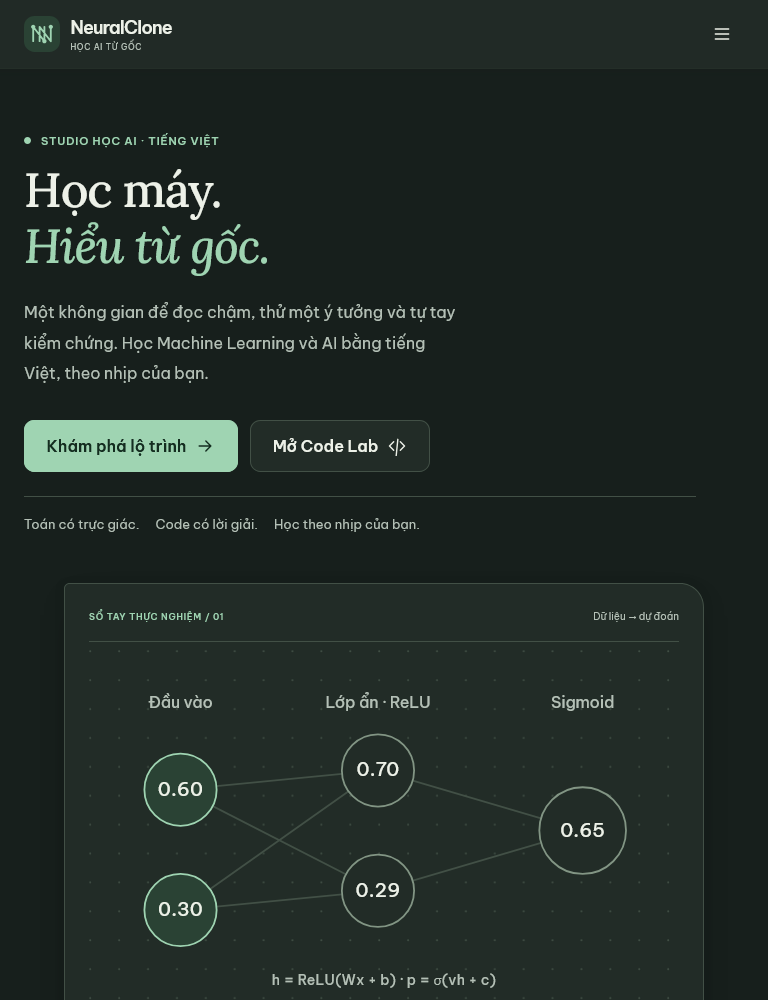 NeuralClone
HỌC AI TỪ GỐC
STUDIO HỌC AI · TIẾNG VIỆT
Học máy.
Hiểu từ gốc.
Một không gian để đọc chậm, thử một ý tưởng và tự tay
kiểm chứng. Học Machine Learning và AI bằng tiếng
Việt, theo nhịp của bạn.
Khám phá lộ trình →
Mở Code Lab </>
Toán có trực giác. Code có lời giải. Học theo nhịp của bạn.
SỔ TAY THỰC NGHIỆM / 01
Dữ liệu → dự đoán
Đầu vào Lớp ẩn · ReLU Sigmoid
0.60 0.70
0.65
0.30 0.29
h = ReLU(Wx + b) · p = σ(vh + c)